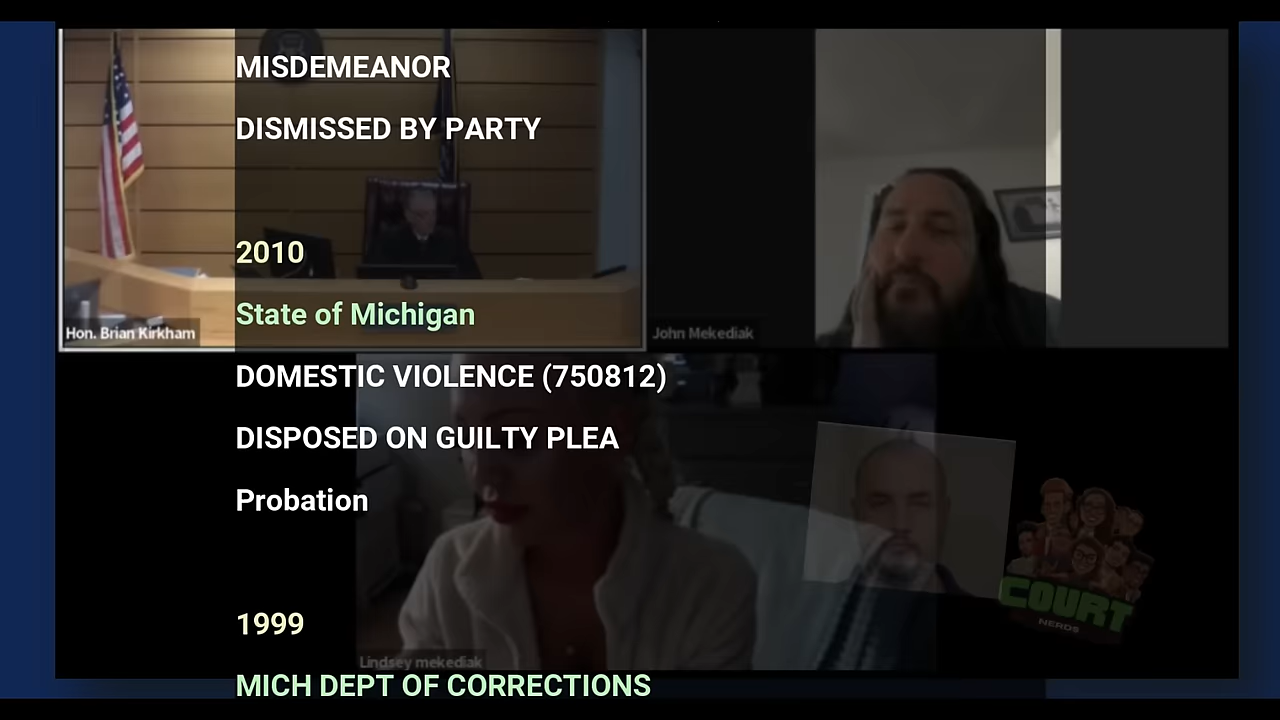 MISDEMEANOR
DISMISSED BY PARTY
2010
State of Michigan
Hon. Brian Kirkham
John Mekediak
DOMESTIC VIOLENCE (750812)
DISPOSED ON GUILTY PLEA
Probation
COURT
NERDS
1999
Lindsey mekediak
MICH DEPT OF CORRECTIONS